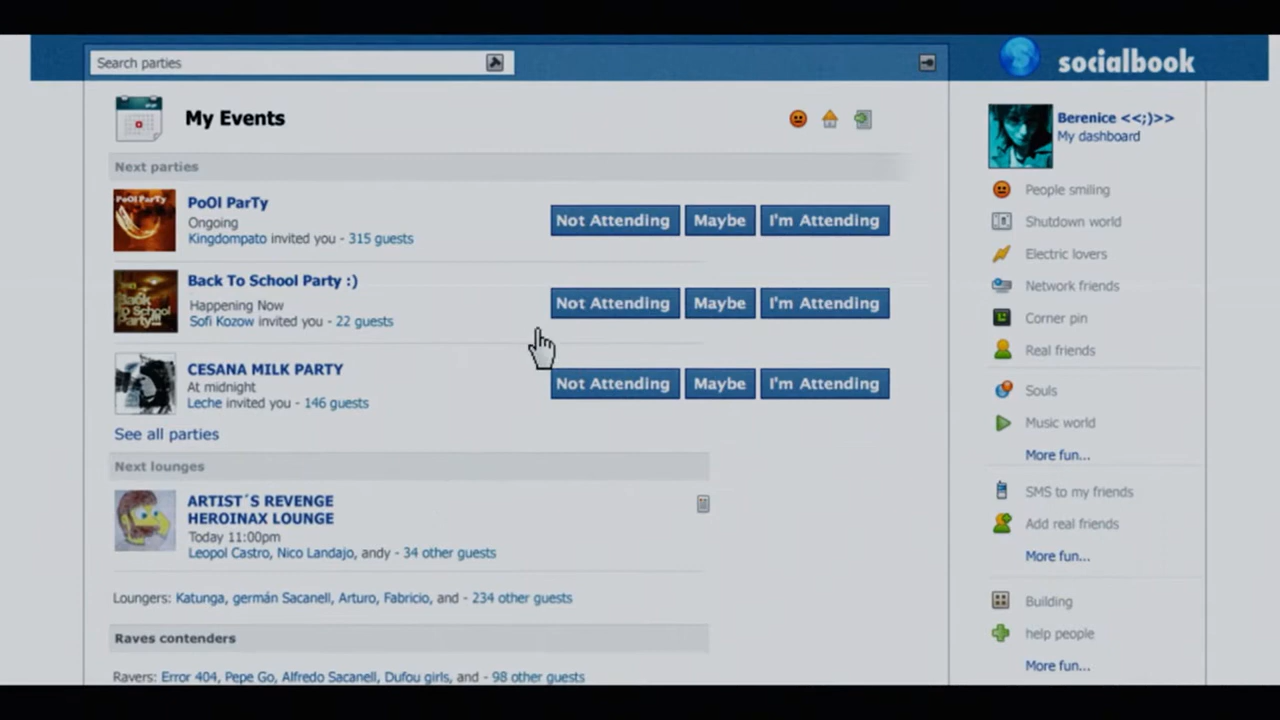 Search parties
socialbook
My Events
Berenice <<;)>>
My dashboard
Next parties
PoOl ParTy
PoOl ParTy
Ongoing
Kingdompato invited you - 315 guests
Not Attending
Maybe
I'm Attending
Back To School Party!!!
Back To School Party :)
Happening Now
Sofi Kozow invited you - 22 guests
Not Attending
Maybe
I'm Attending
CESANA MILK PARTY
At midnight
Leche invited you - 146 guests
Not Attending
Maybe
I'm Attending
See all parties
Next lounges
ARTIST´S REVENGE
HEROINAX LOUNGE
Today 11:00pm
Leopol Castro, Nico Landajo, andy - 34 other guests
Loungers: Katunga, germán Sacanell, Arturo, Fabricio, and - 234 other guests
Raves contenders
Ravers: Error 404, Pepe Go, Alfredo Sacanell, Dufou girls, and - 98 other guests
People smiling
Shutdown world
Electric lovers
Network friends
Corner pin
Real friends
Souls
Music world
More fun...
SMS to my friends
Add real friends
More fun...
Building
help people
More fun...